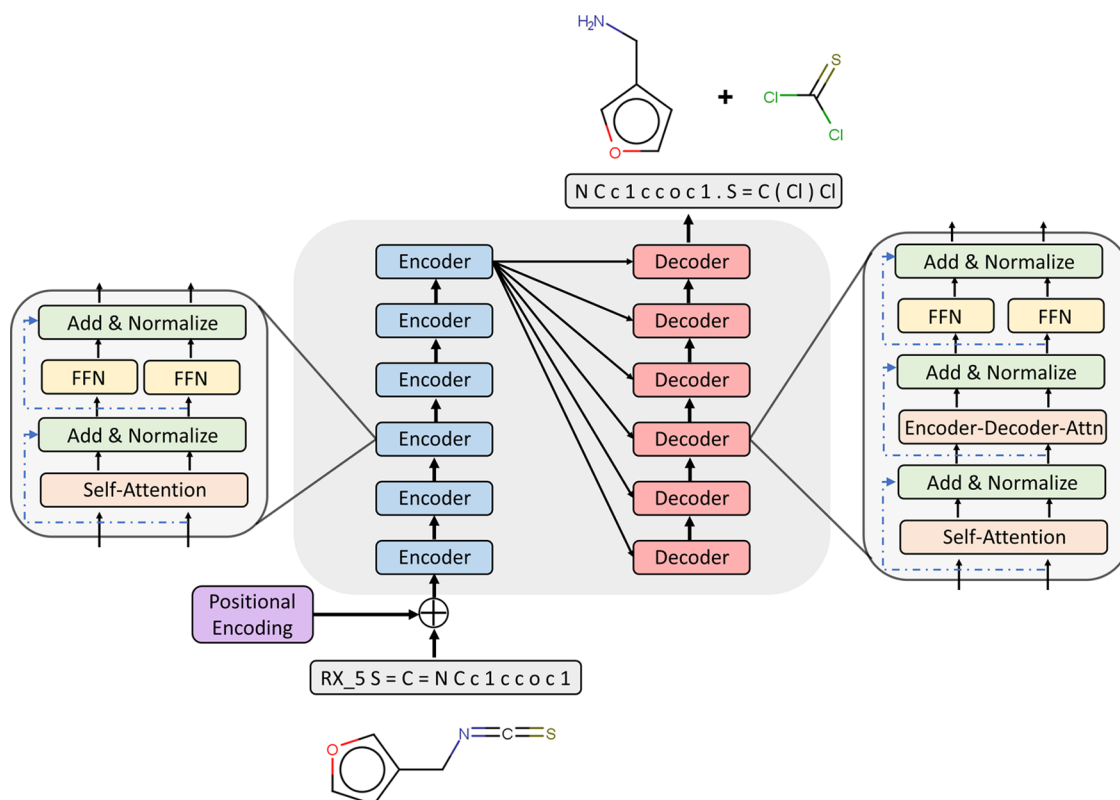 H₂N
S
+
Cl
Cl
O
N C c 1 c c o c 1 . S = C ( Cl ) Cl
Encoder
Encoder
Encoder
Encoder
Encoder
Encoder
Decoder
Decoder
Decoder
Decoder
Decoder
Decoder
Add & Normalize
FFN
FFN
Add & Normalize
Self-Attention
Add & Normalize
FFN
FFN
Add & Normalize
Encoder-Decoder-Attn
Add & Normalize
Self-Attention
Positional
Encoding
RX_5 S = C = N C c 1 c c o c 1
O
N
C
S